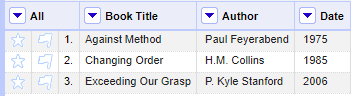 All Book Title Author Date
1. Against Method Paul Feyerabend 1975
2. Changing Order H.M. Collins 1985
3. Exceeding Our Grasp P. Kyle Stanford 2006